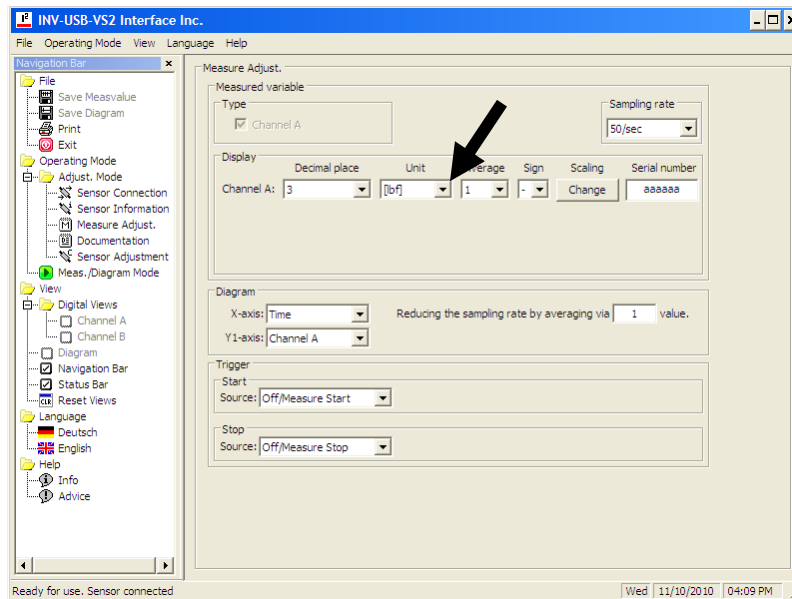 INV-USB-VS2 Interface Inc.
File Operating Mode View Language Help
Navigation Bar
File
Save Measvalue
Save Diagram
Print
Exit
Operating Mode
Adjust. Mode
Sensor Connection
Sensor Information
Measure Adjust.
Documentation
Sensor Adjustment
Meas./Diagram Mode
View
Digital Views
Channel A
Channel B
Diagram
Navigation Bar
Status Bar
CLR Reset Views
Language
Deutsch
English
Help
Info
Advice
Measure Adjust.
Measured variable
Type
Channel A
Sampling rate
50/sec
Display
Decimal place Unit Sign Scaling Serial number
Channel A: 3 [lbf] 1 - Change aaaaaa
Diagram
X-axis: Time Reducing the sampling rate by averaging via 1 value.
Y1-axis: Channel A
Trigger
Start
Source: Off/Measure Start
Stop
Source: Off/Measure Stop
Ready for use. Sensor connected Wed 11/10/2010 04:09 PM